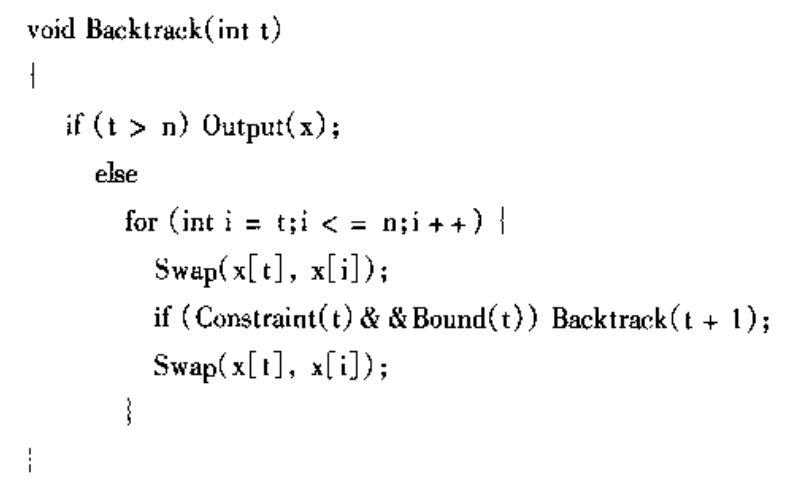 void Backtrack(int t)
{
if (t > n) Output(x);
else
for (int i = t;i < = n;i + + ) {
Swap(x[t], x[i]);
if (Constraint(t) & & Bound(t)) Backtrack(t + 1);
Swap(x[t], x[i]);
}
}